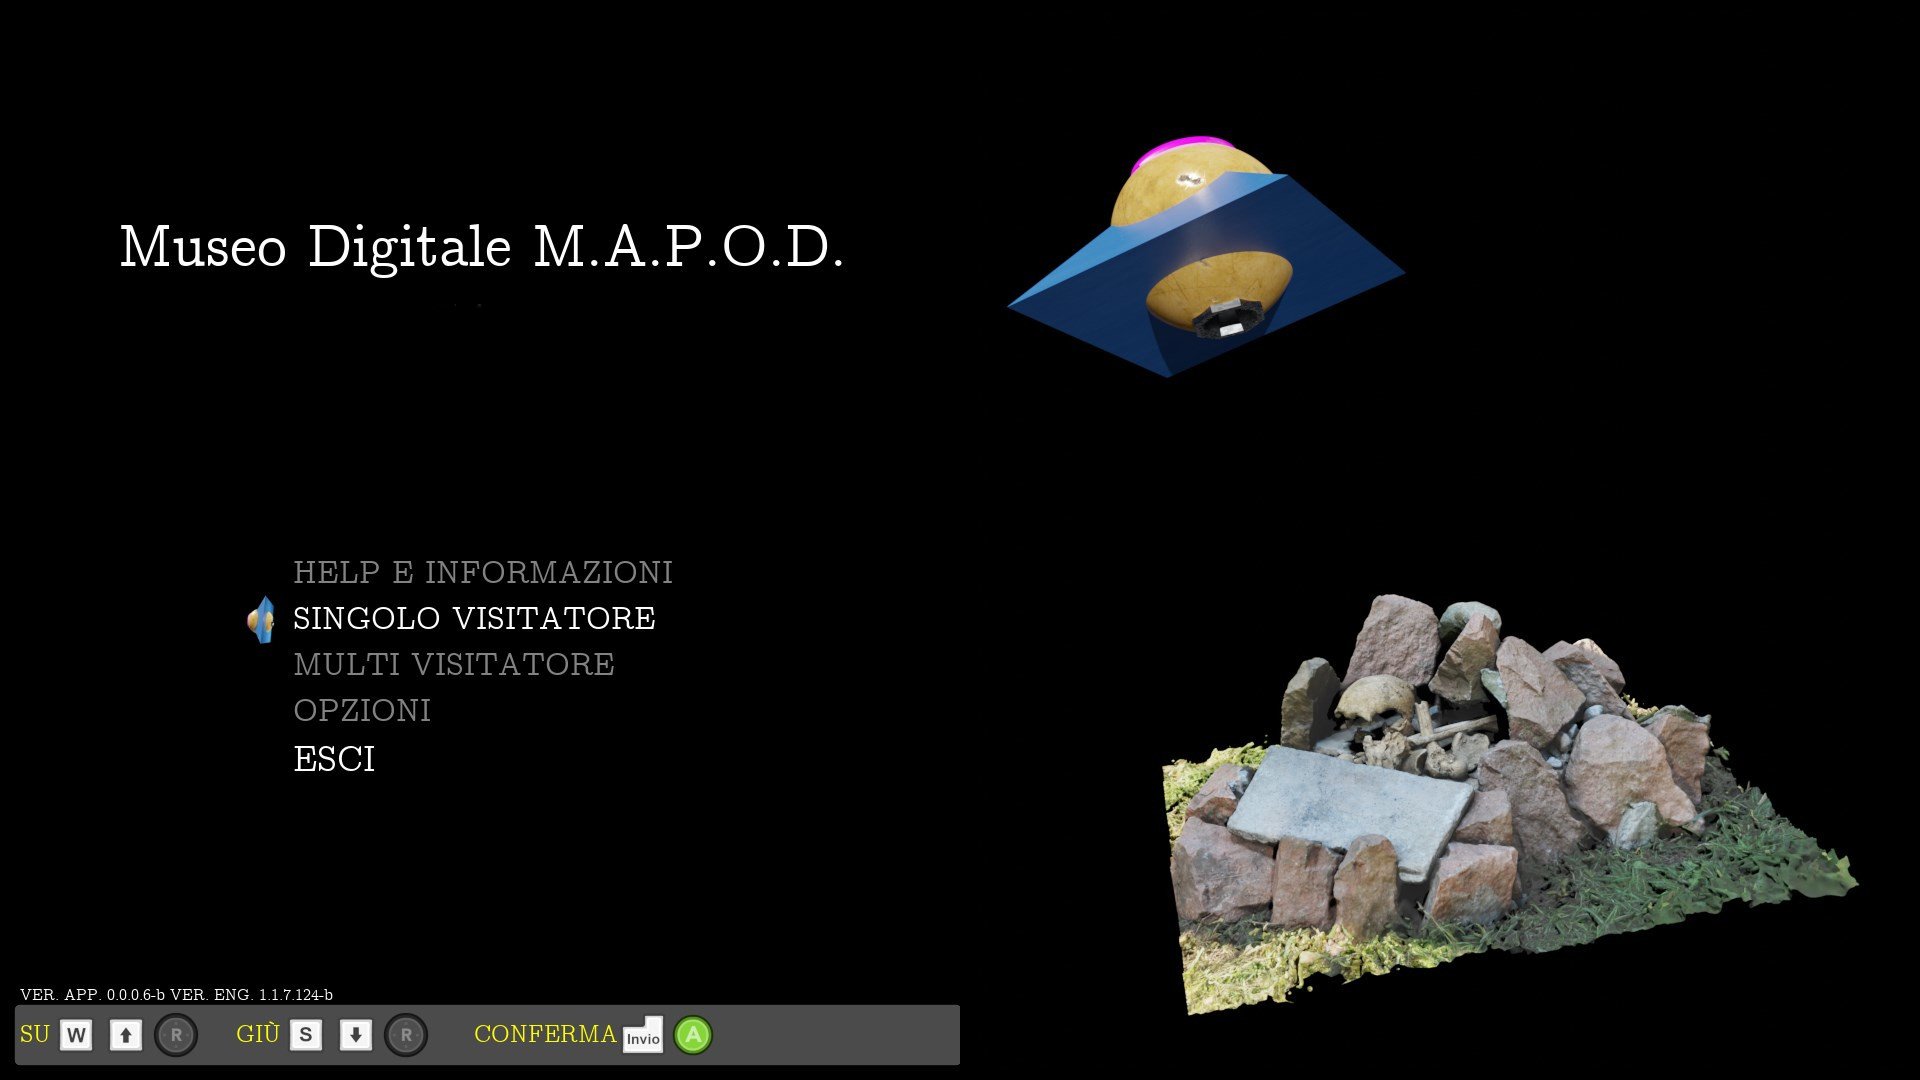 Museo Digitale M.A.P.O.D.
HELP E INFORMAZIONI
SINGOLO VISITATORE
MULTI VISITATORE
OPZIONI
ESCI
VER. APP. 0.0.0.6-b VER. ENG. 1.1.7.124-b
SU W R GIÙ S R CONFERMA Invio A